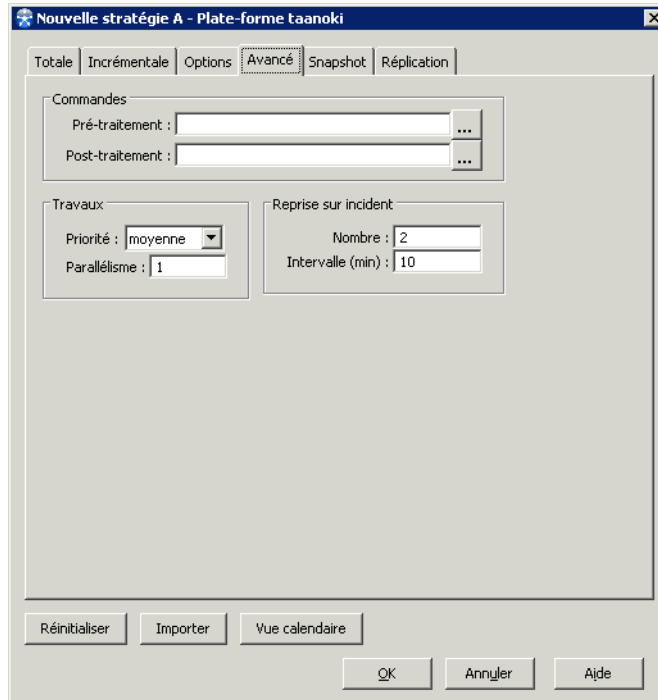 Nouvelle stratégie A - Plate-forme taanoki
Totale Incrémentale Options Avancé Snapshot Réplication
Commandes
Pré-traitement : ...
Post-traitement : ...
Travaux Reprise sur incident
Priorité : moyenne Nombre : 2
Parallélisme : 1 Intervalle (min) : 10
Réinitialiser Importer Vue calendaire
OK Annuler Aide